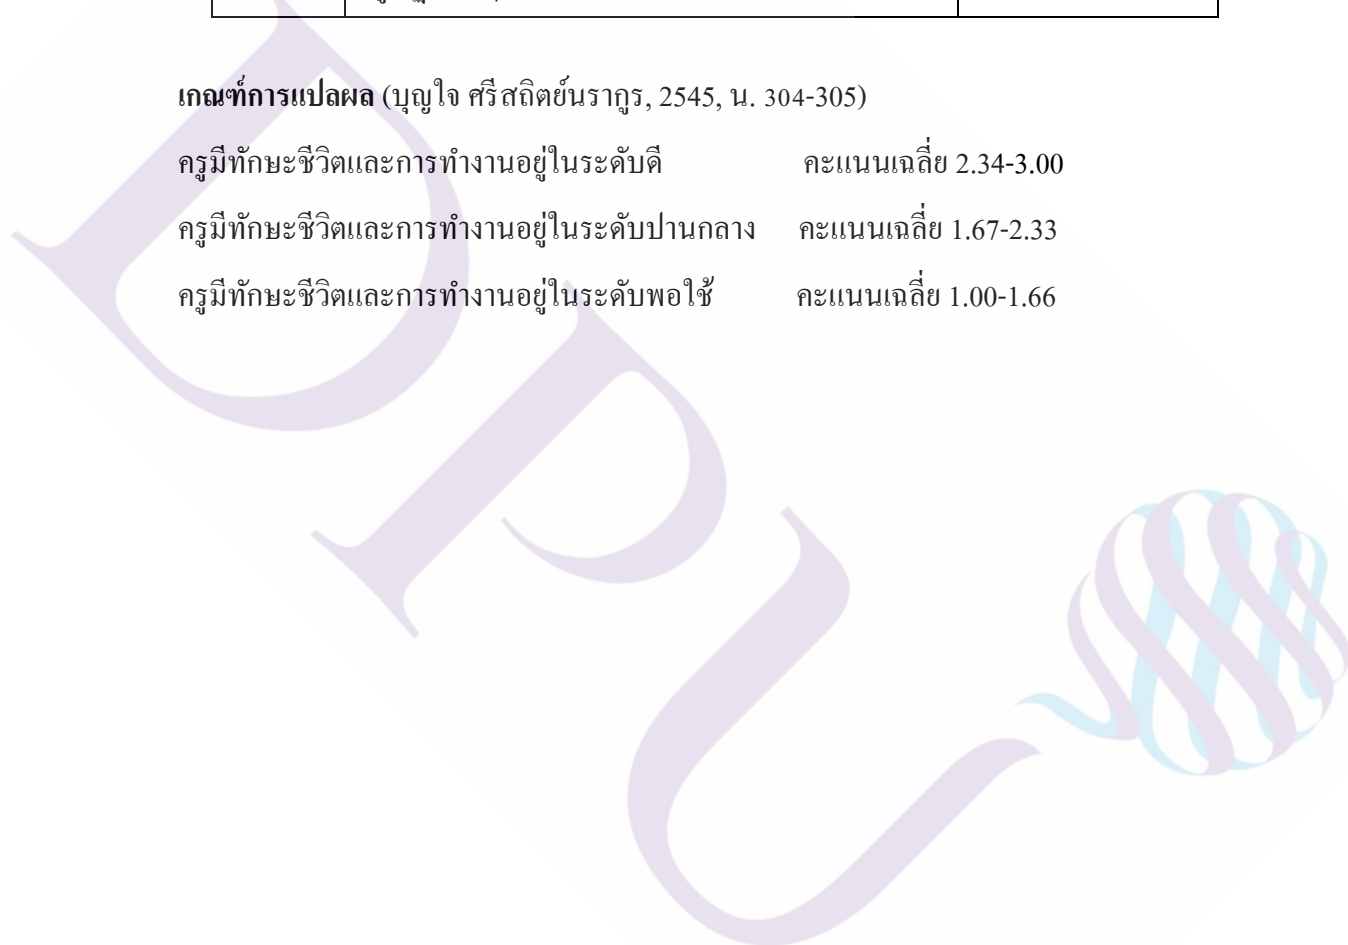 เกณฑ์การแปลผล (บุญใจ ศรีสถิตย์นรากูร, 2545, น. 304-305)
ครูมีทักษะชีวิตและการทำงานอยู่ในระดับดี คะแนนเฉลี่ย 2.34-3.00
ครูมีทักษะชีวิตและการทำงานอยู่ในระดับปานกลาง คะแนนเฉลี่ย 1.67-2.33
ครูมีทักษะชีวิตและการทำงานอยู่ในระดับพอใช้ คะแนนเฉลี่ย 1.00-1.66
DPU